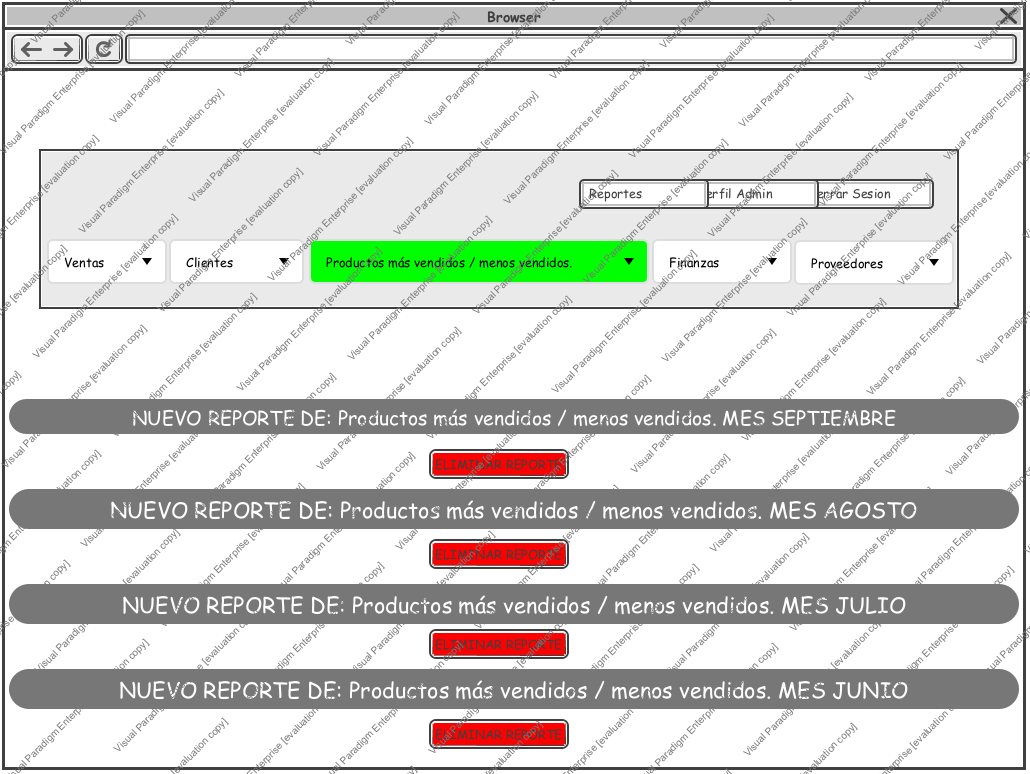 Browser
Reportes erfil Admin errar Sesion
Ventas Clientes Productos más vendidos / menos vendidos. Finanzas Proveedores
NUEVO REPORTE DE: Productos más vendidos / menos vendidos. MES SEPTIEMBRE
ELIMINAR REPORTE
NUEVO REPORTE DE: Productos más vendidos / menos vendidos. MES AGOSTO
ELIMINAR REPORTE
NUEVO REPORTE DE: Productos más vendidos / menos vendidos. MES JULIO
ELIMINAR REPORTE
NUEVO REPORTE DE: Productos más vendidos / menos vendidos. MES JUNIO
ELIMINAR REPORTE
Visual Paradigm Enterprise [evaluation copy]